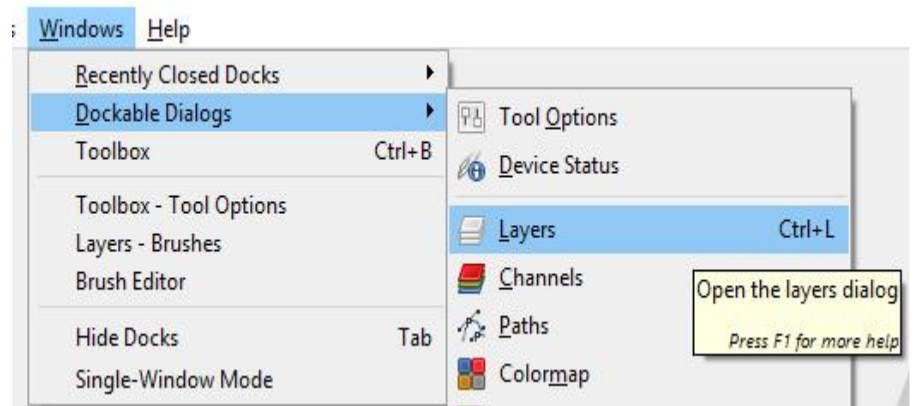 Windows Help
Recently Closed Docks
Dockable Dialogs
Toolbox Ctrl+B
Toolbox - Tool Options
Layers - Brushes
Brush Editor
Hide Docks Tab
Single-Window Mode
Tool Options
Device Status
Layers Ctrl+L
Channels
Paths
Colormap
Open the layers dialog
Press F1 for more help